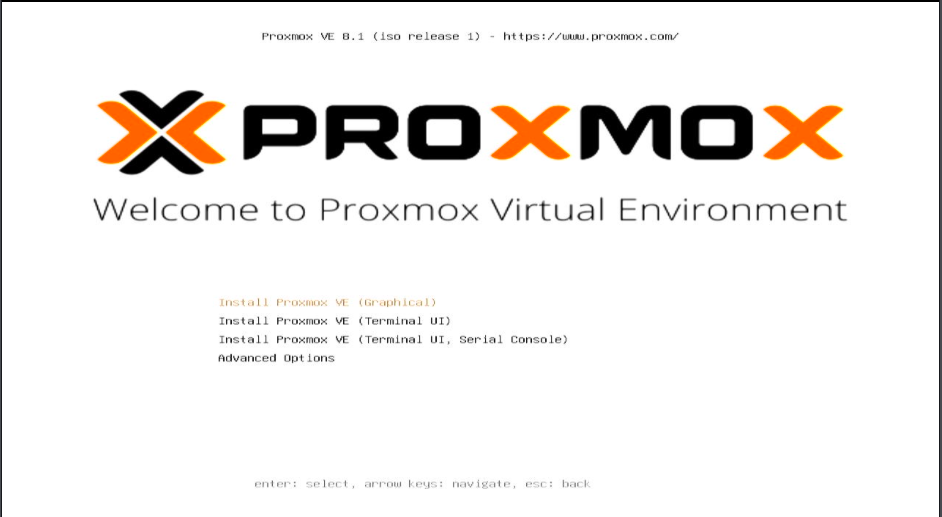 Proxmox VE 8.1 (iso release 1) - https://www.proxmox.com/
PROXMOX
Welcome to Proxmox Virtual Environment
Install Proxmox VE (Graphical)
Install Proxmox VE (Terminal UI)
Install Proxmox VE (Terminal UI, Serial Console)
Advanced Options
enter: select, arrow keys: navigate, esc: back